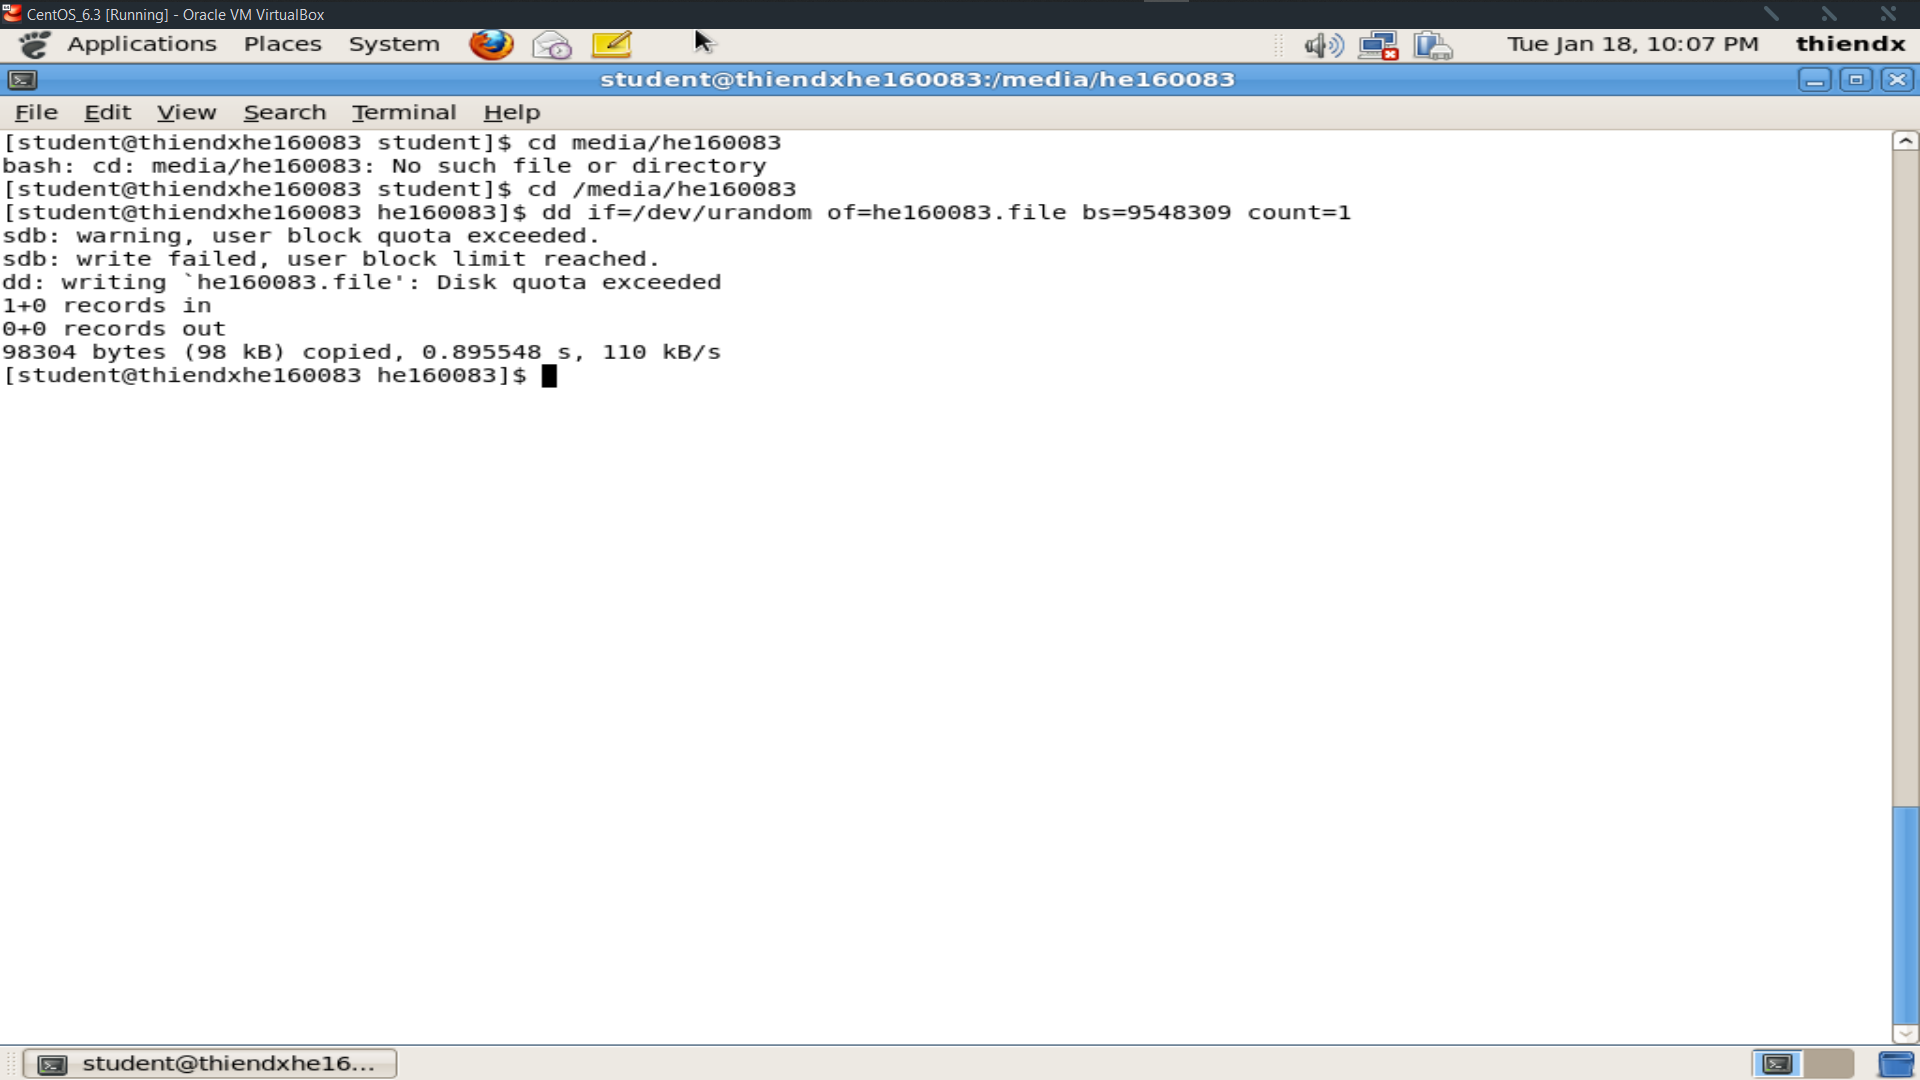 CentOS_6.3 [Running] - Oracle VM VirtualBox
Applications Places System Tue Jan 18, 10:07 PM thiendx
student@thiendxhe160083:/media/he160083
File Edit View Search Terminal Help
[student@thiendxhe160083 student]$ cd media/he160083
bash: cd: media/he160083: No such file or directory
[student@thiendxhe160083 student]$ cd /media/he160083
[student@thiendxhe160083 he160083]$ dd if=/dev/urandom of=he160083.file bs=9548309 count=1
sdb: warning, user block quota exceeded.
sdb: write failed, user block limit reached.
dd: writing `he160083.file': Disk quota exceeded
1+0 records in
0+0 records out
98304 bytes (98 kB) copied, 0.895548 s, 110 kB/s
[student@thiendxhe160083 he160083]$
student@thiendxhe16...